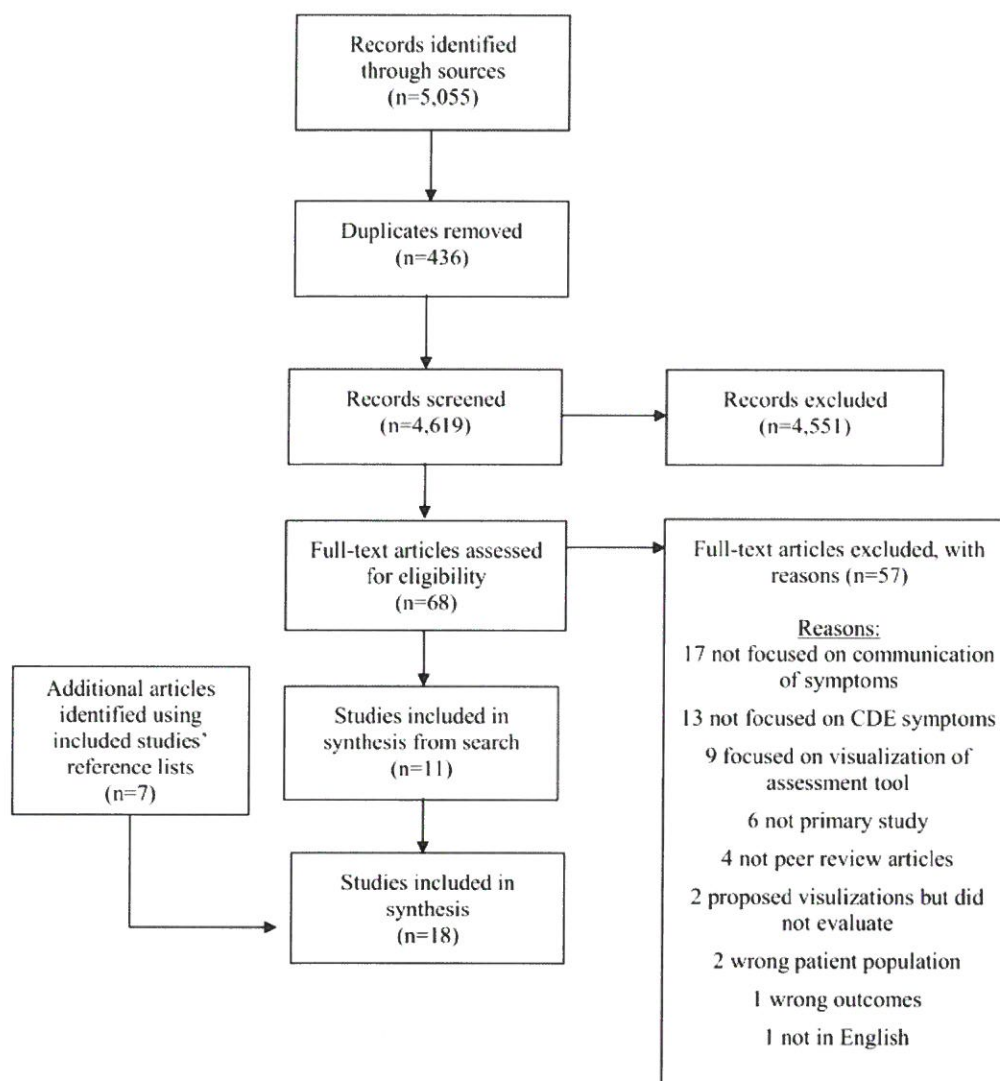 Records identified
through sources
(n=5,055)
Duplicates removed
(n=436)
Records screened
(n=4,619)
Records excluded
(n=4,551)
Full-text articles assessed
for eligibility
(n=68)
Full-text articles excluded, with
reasons (n=57)
Reasons:
17 not focused on communication
of symptoms
13 not focused on CDE symptoms
9 focused on visualization of
assessment tool
6 not primary study
4 not peer review articles
2 proposed visulizations but did
not evaluate
2 wrong patient population
1 wrong outcomes
1 not in English
Additional articles
identified using
included studies'
reference lists
(n=7)
Studies included in
synthesis from search
(n=11)
Studies included in
synthesis
(n=18)